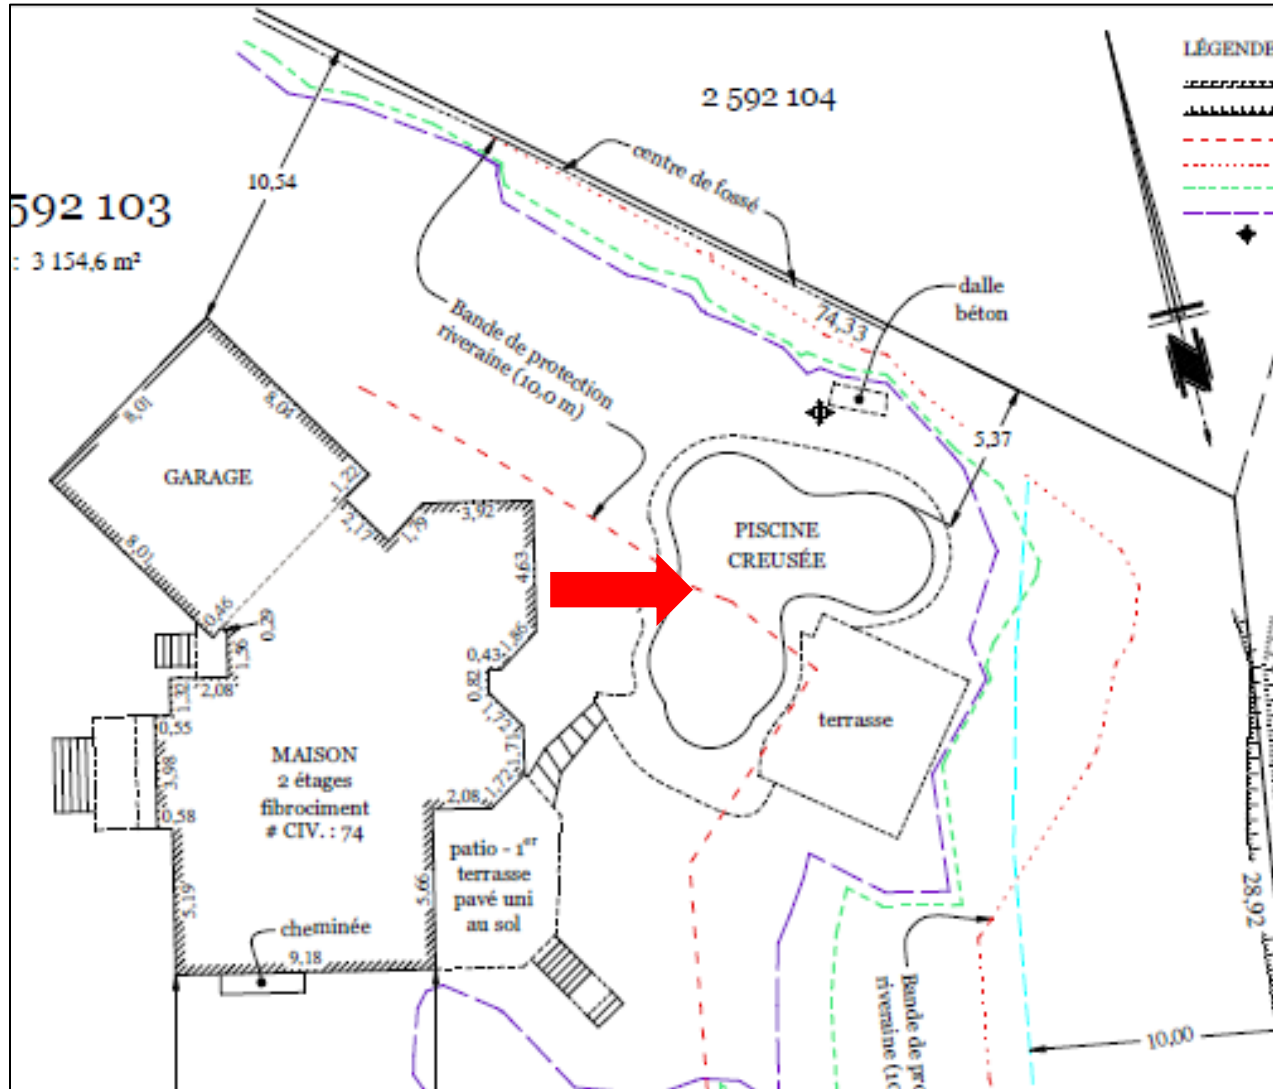 LÉGENDE
2 592 104
centre de fossé
10,54
592 103
: 3 154,6 m²
74,33
dalle
béton
Bande de protection
riveraine (10,0 m)
5,37
8,01
8,04
GARAGE
1,22
2,17
1,79
3,92
4,63
8,01
PISCINE
CREUSÉE
0,46
0,29
1,56
1,86
0,43
0,82
2,08
1,32
1,72
1,71
0,55
terrasse
MAISON
2 étages
fibrociment
# CIV. : 74
3,98
0,58
2,08
1,72
patio - 1er
terrasse
pavé uni
au sol
5,19
5,66
28,92
cheminée
9,18
Bande de pro
riveraine (10
10,00